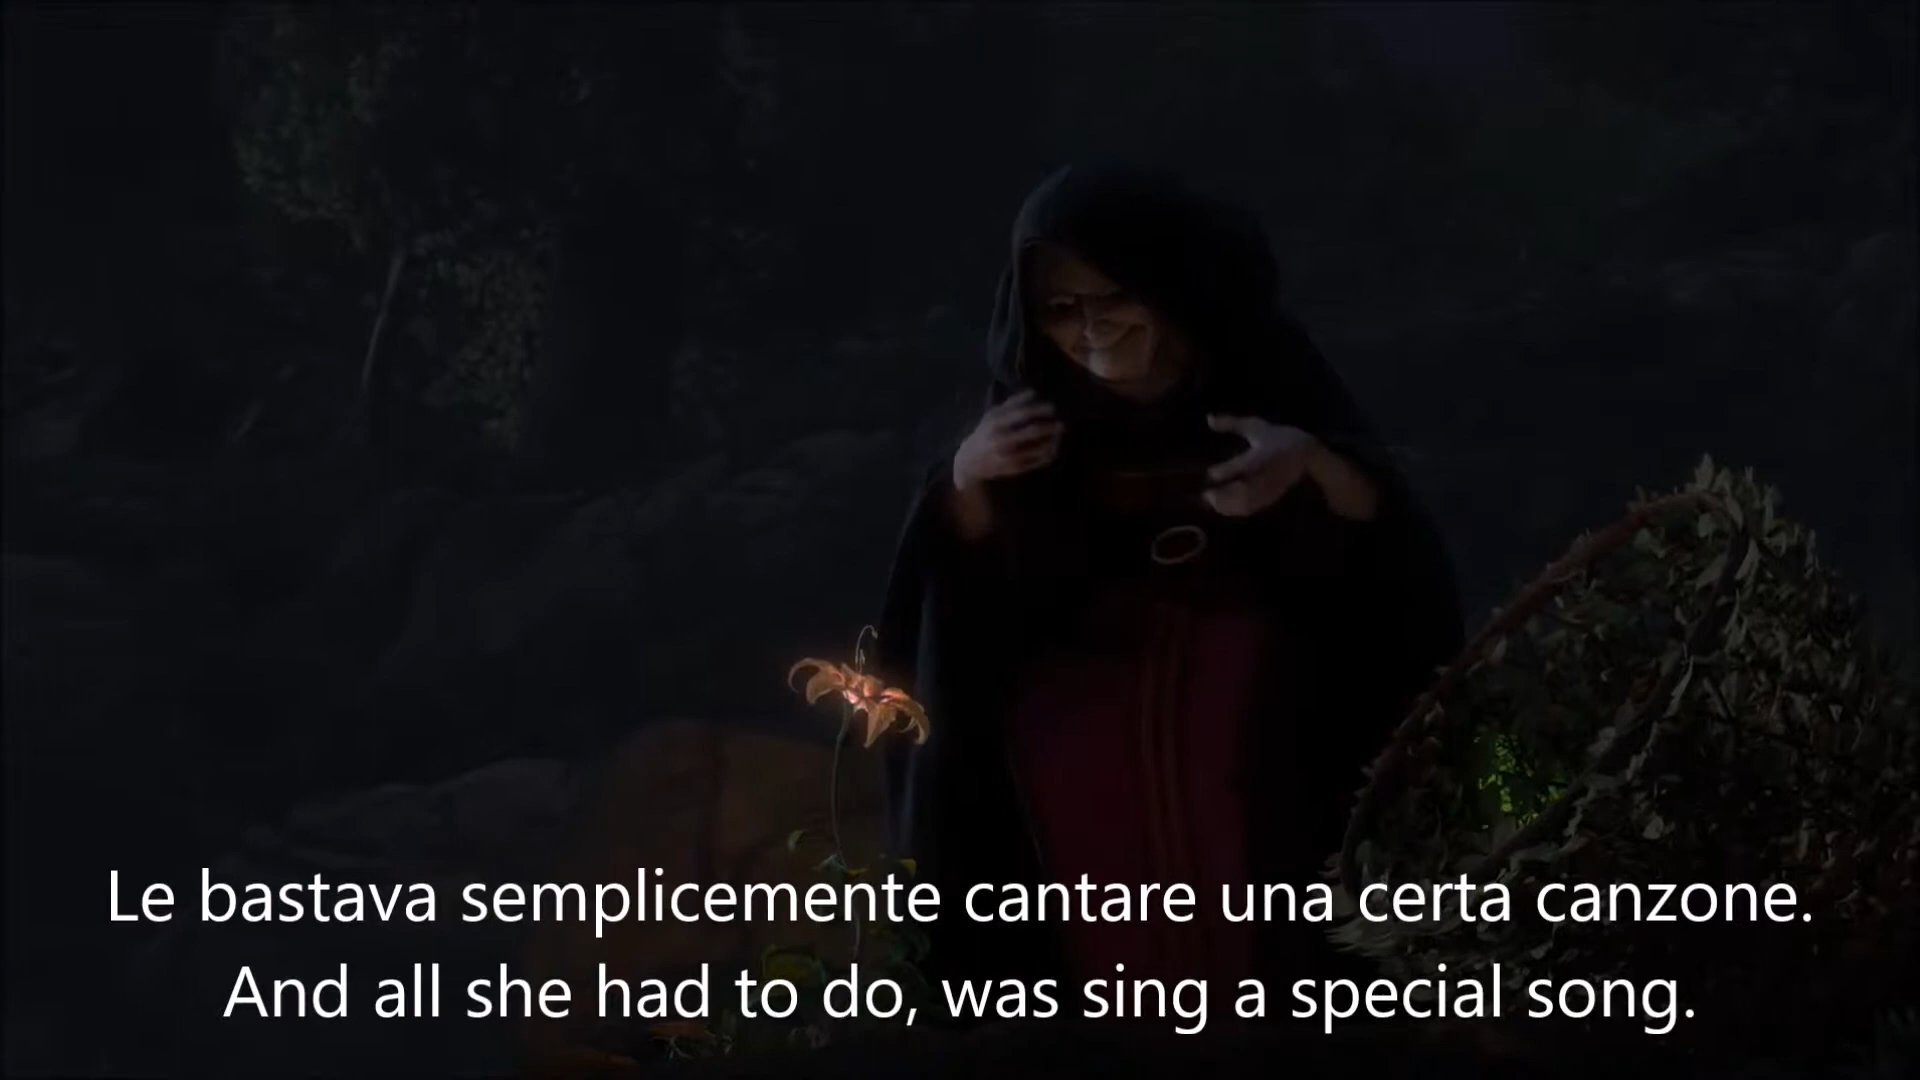 Le bastava semplicemente cantare una certa canzone.
And all she had to do, was sing a special song.